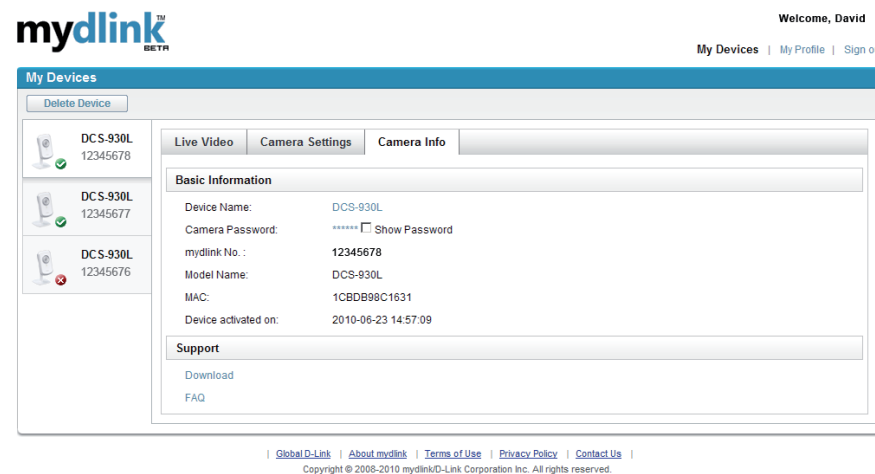 mydlink™
BETA
Welcome, David
My Devices | My Profile | Sign o
My Devices
Delete Device
DCS-930L
12345678
DCS-930L
12345677
DCS-930L
12345676
Live Video
Camera Settings
Camera Info
Basic Information
Device Name: DCS-930L
Camera Password: ****** Show Password
mydlink No. : 12345678
Model Name: DCS-930L
MAC: 1CBDB98C1631
Device activated on: 2010-06-23 14:57:09
Support
Download
FAQ
| Global D-Link | About mydlink | Terms of Use | Privacy Policy | Contact Us |
Copyright © 2008-2010 mydlink/D-Link Corporation Inc. All rights reserved.